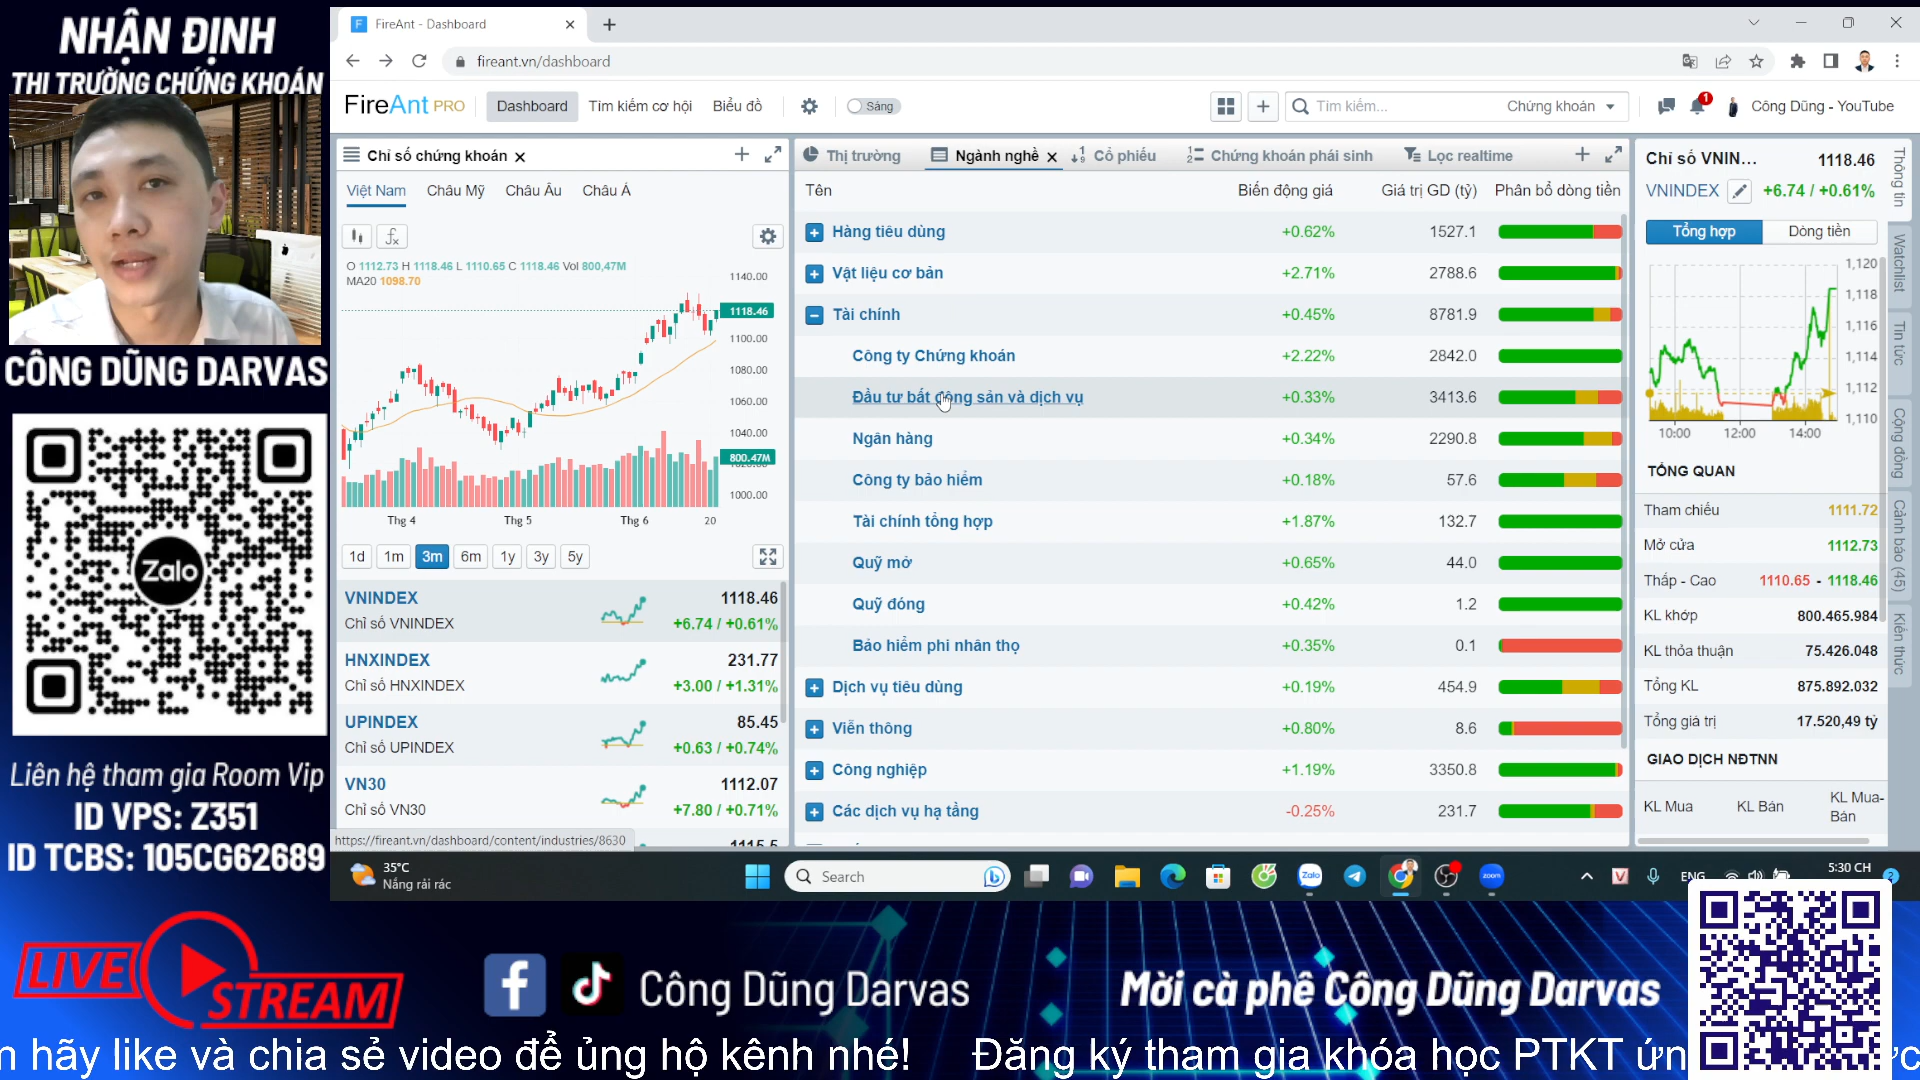 NHẬN ĐỊNH
THỊ TRƯỜNG CHỨNG KHOÁN
CÔNG DŨNG DARVAS
Zalo
Liên hệ tham gia Room Vip
ID VPS: Z351
ID TCBS: 105CG62689
FireAnt - Dashboard
fireant.vn/dashboard
FireAnt PRO
Dashboard
Tìm kiếm cơ hội
Biểu đồ
Sáng
Tìm kiếm...
Chứng khoán
1
Công Dũng - YouTube
Chỉ số chứng khoán
Việt Nam
Châu Mỹ
Châu Âu
Châu Á
O 1112.73 H 1118.46 L 1110.65 C 1118.46 Vol 800,47M
MA20 1098.70
1140.00
1118.46
1100.00
1080.00
1060.00
1040.00
800.47M
1000.00
Thg 4
Thg 5
Thg 6
20
1d 1m 3m 6m 1y 3y 5y
VNINDEX 1118.46
Chỉ số VNINDEX +6.74 / +0.61%
HNXINDEX 231.77
Chỉ số HNXINDEX +3.00 / +1.31%
UPINDEX 85.45
Chỉ số UPINDEX +0.63 / +0.74%
VN30 1112.07
Chỉ số VN30 +7.80 / +0.71%
https://fireant.vn/dashboard/content/industries/8630
Thị trường
Ngành nghề
Cổ phiếu
Chứng khoán phái sinh
Lọc realtime
Tên Biến động giá Giá trị GD (tỷ) Phân bổ dòng tiền
Hàng tiêu dùng +0.62% 1527.1
Vật liệu cơ bản +2.71% 2788.6
Tài chính +0.45% 8781.9
Công ty Chứng khoán +2.22% 2842.0
Đầu tư bất động sản và dịch vụ +0.33% 3413.6
Ngân hàng +0.34% 2290.8
Công ty bảo hiểm +0.18% 57.6
Tài chính tổng hợp +1.87% 132.7
Quỹ mở +0.65% 44.0
Quỹ đóng +0.42% 1.2
Bảo hiểm phi nhân thọ +0.35% 0.1
Dịch vụ tiêu dùng +0.19% 454.9
Viễn thông +0.80% 8.6
Công nghiệp +1.19% 3350.8
Các dịch vụ hạ tầng -0.25% 231.7
Chỉ số VNIN... 1118.46
VNINDEX +6.74 / +0.61%
Tổng hợp
Dòng tiền
1,120
1,118
1,116
1,114
1,112
1,110
10:00 12:00 14:00
TỔNG QUAN
Tham chiếu 1111.72
Mở cửa 1112.73
Thấp - Cao 1110.65 - 1118.46
KL khớp 800.465.984
KL thỏa thuận 75.426.048
Tổng KL 875.892.032
Tổng giá trị 17.520,49 tỷ
GIAO DỊCH NĐTNN
KL Mua KL Bán KL Mua-Bán
Thông tin
Watchlist
Tin tức
Cộng đồng
Cảnh báo (45)
Kiến thức
35°C
Nắng rải rác
Search
Zalo
zoom
ENG
5:30 CH
2
LIVE STREAM
Công Dũng Darvas
Mời cà phê Công Dũng Darvas
hãy like và chia sẻ video để ủng hộ kênh nhé! Đăng ký tham gia khóa học PTKT